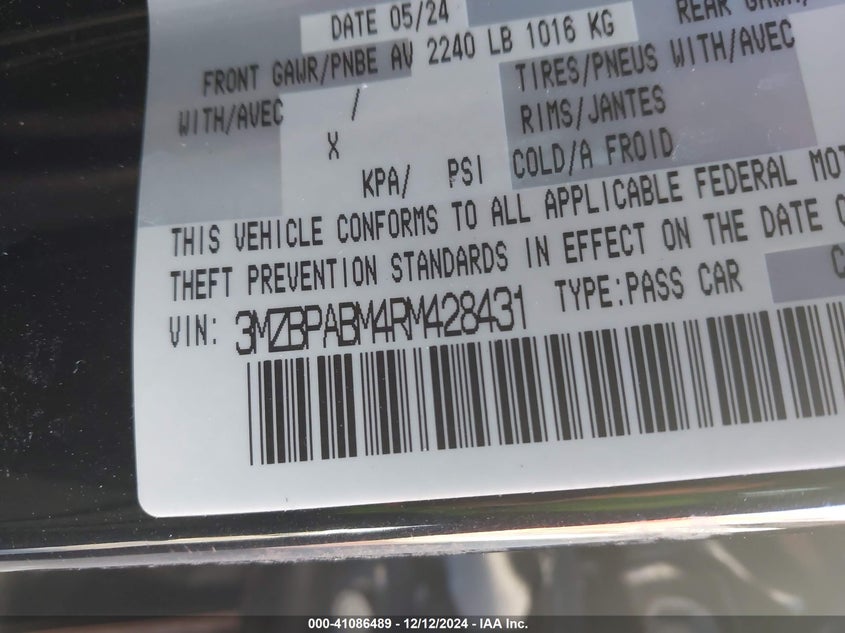 DATE 05/24
REAR GAWR/
FRONT GAWR/PNBE AV 2240 LB 1016 KG
TIRES/PNEUS WITH/AVEC
WITH/AVEC /
RIMS/JANTES
X
COLD/A FROID
KPA/ PSI
THIS VEHICLE CONFORMS TO ALL APPLICABLE FEDERAL MOT
THEFT PREVENTION STANDARDS IN EFFECT ON THE DATE O
VIN: 3MZBPABM4RM428431 TYPE:PASS CAR C
000-41086489 - 12/12/2024 - IAA Inc.